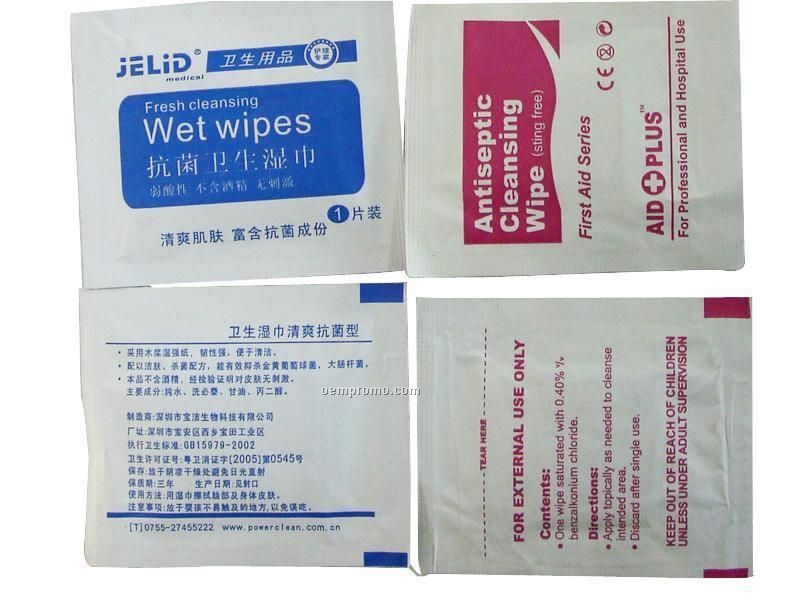 JELID®
medical
卫生用品
护理
专家
Fresh cleansing
Wet wipes
抗菌卫生湿巾
弱酸性 不含酒精 无刺激
1片装
清爽肌肤 富含抗菌成份
Antiseptic
Cleansing
Wipe (sting free)
First Aid Series
AID PLUS™
For Professional and Hospital Use
CE
2
卫生湿巾清爽抗菌型
• 采用木浆湿强纸，韧性强，便于清洁。
• 配以洁肤、杀菌配方，能有效抑杀金黄葡萄球菌，大肠杆菌。
• 本品不含酒精，经检验证明对皮肤无刺激。
主要成分:纯水、洗必泰、甘油、丙二醇。
制造商:深圳市宝洁生物科技有限公司
厂址:深圳市宝安区西乡宝田工业区
执行卫生标准:GB15979-2002
卫生许可证号:粤卫消证字(2005)第0545号
保存:放于阴凉干燥处避免日光直射
保质期:三年 生产日期:见封口
使用方法:用湿巾擦拭脸部及身体皮肤。
注意事项:放于婴孩不易触及的地方,以免误吃。
·[T]0755-27455222 www.powerclean.com.cn
oempromo.com
TEAR HERE
FOR EXTERNAL USE ONLY
Contents:
• One wipe saturated with 0.40% ¹/ᵥ
benzalkonium chloride.
Directions:
• Apply topically as needed to cleanse
intended area.
• Discard after single use.
KEEP OUT OF REACH OF CHILDREN
UNLESS UNDER ADULT SUPERVISION